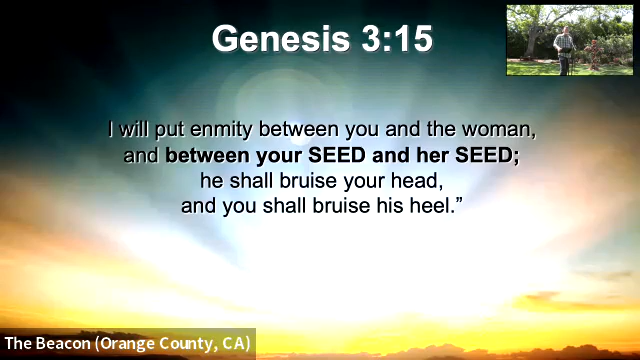 Genesis 3:15
I will put enmity between you and the woman,
and between your SEED and her SEED;
he shall bruise your head,
and you shall bruise his heel.”
The Beacon (Orange County, CA)